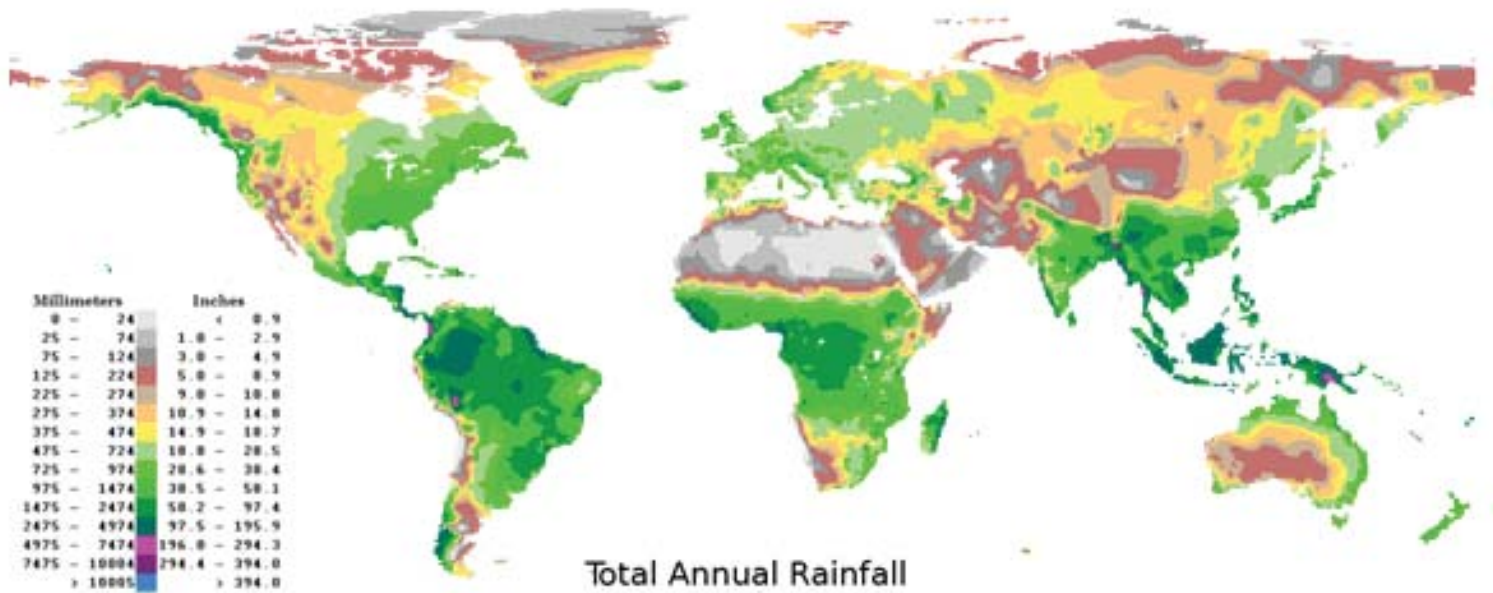 Millimeters Inches
0 - 24 < 0.9
25 - 74 1.0 - 2.9
75 - 124 3.0 - 4.9
125 - 224 5.0 - 8.9
225 - 274 9.0 - 10.8
275 - 374 10.9 - 14.8
375 - 474 14.9 - 18.7
475 - 724 18.8 - 28.5
725 - 974 28.6 - 38.4
975 - 1474 38.5 - 58.1
1475 - 2474 58.2 - 97.4
2475 - 4974 97.5 - 195.9
4975 - 7474 196.0 - 294.3
7475 - 10004 294.4 - 394.0
> 10005 > 394.0
Total Annual Rainfall